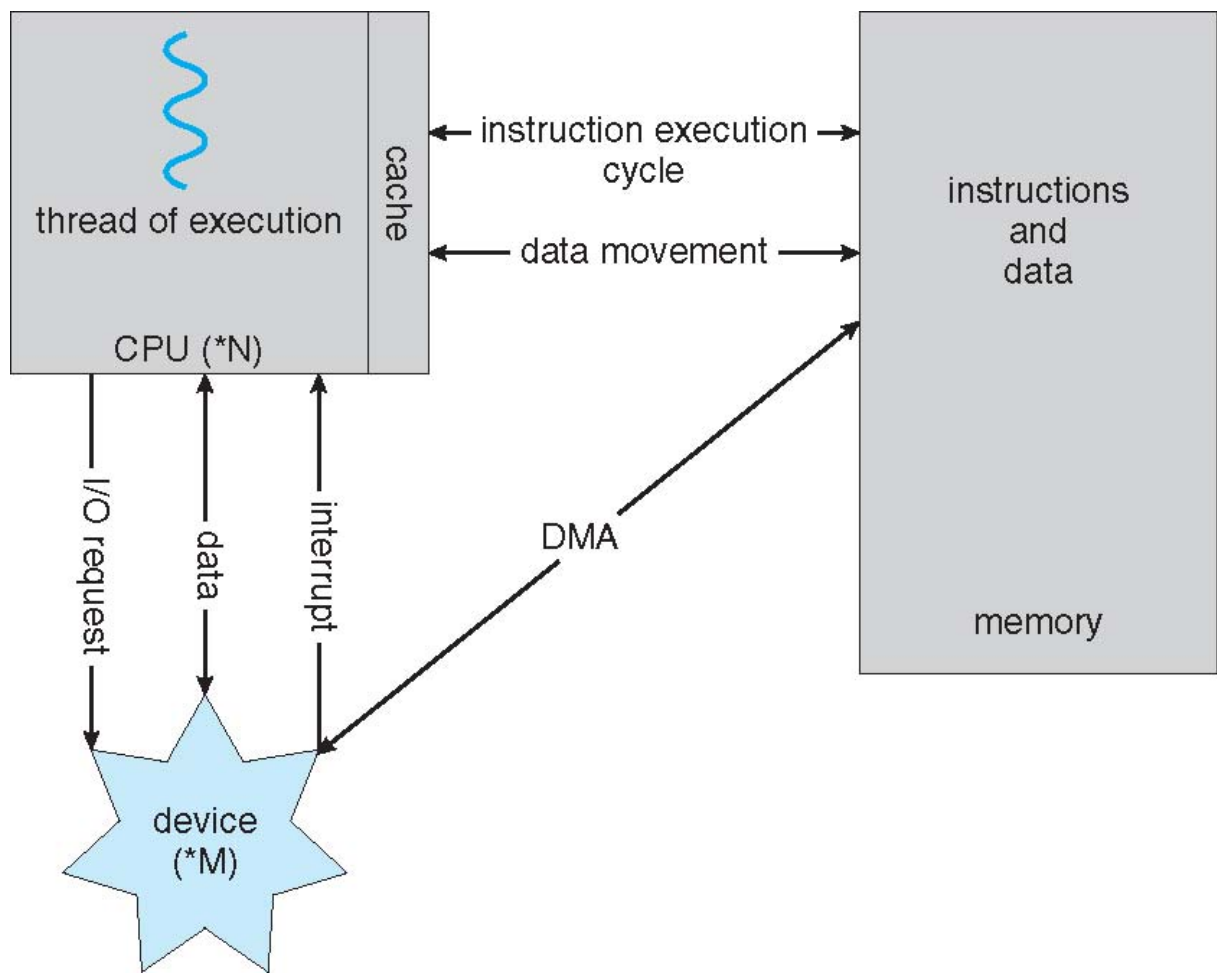 thread of execution
cache
CPU (*N)
instruction execution
cycle
data movement
instructions
and
data
memory
I/O request
data
interrupt
DMA
device
(*M)